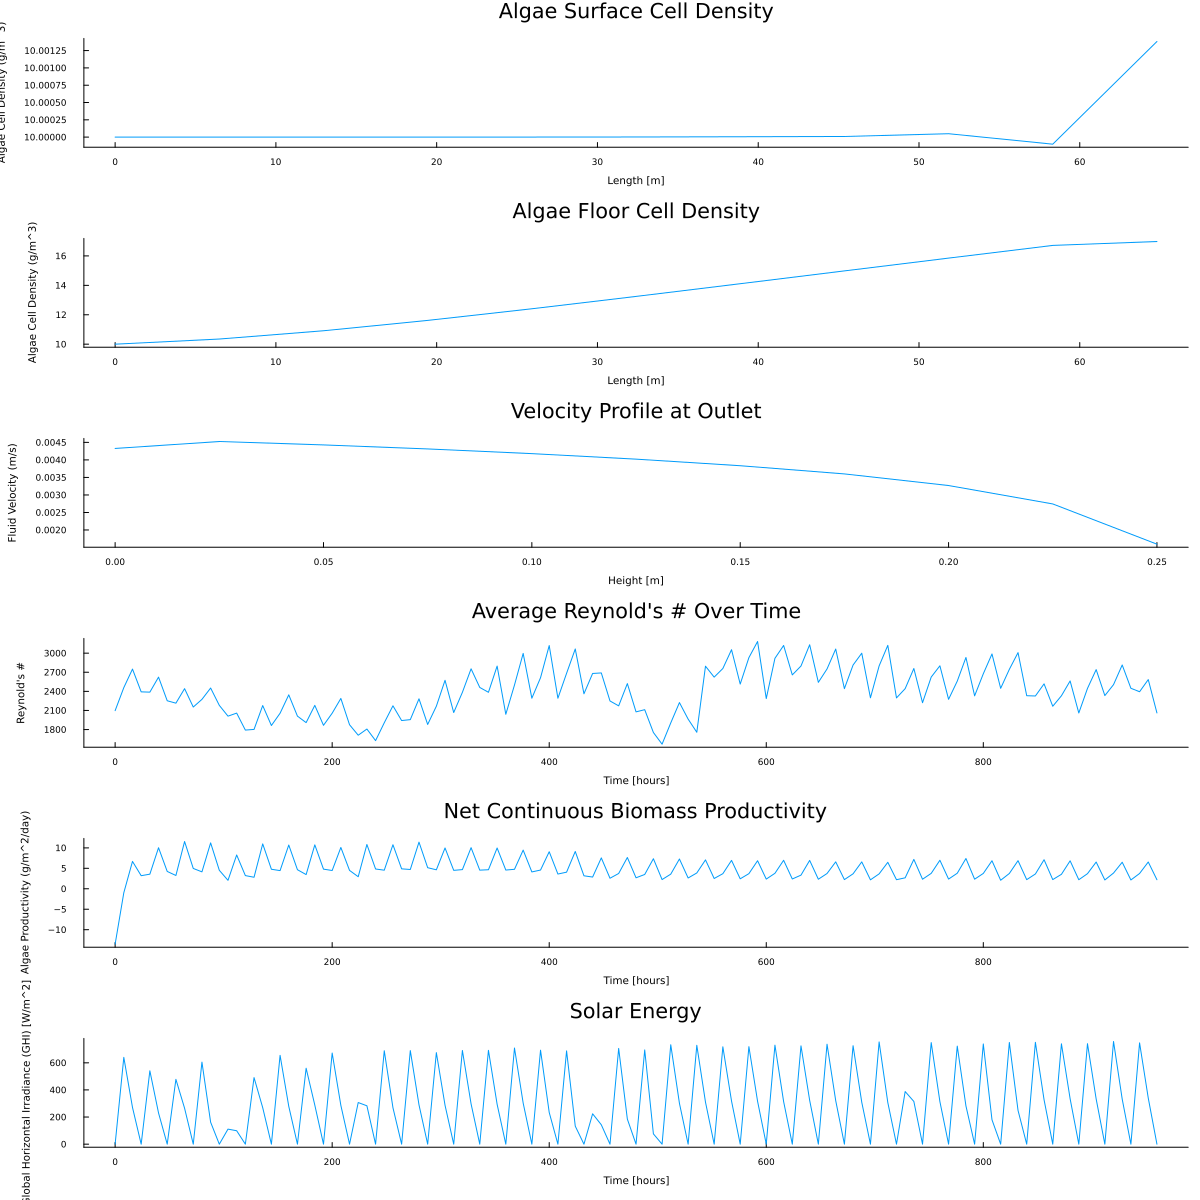 Algae Surface Cell Density
Algae Cell Density (g/m^3)
10.00125
10.00100
10.00075
10.00050
10.00025
10.00000
0 10 20 30 40 50 60
Length [m]
Algae Floor Cell Density
Algae Cell Density (g/m^3)
16
14
12
10
0 10 20 30 40 50 60
Length [m]
Velocity Profile at Outlet
Fluid Velocity (m/s)
0.0045
0.0040
0.0035
0.0030
0.0025
0.0020
0.00 0.05 0.10 0.15 0.20 0.25
Height [m]
Average Reynold's # Over Time
Reynold's #
3000
2700
2400
2100
1800
0 200 400 600 800
Time [hours]
Net Continuous Biomass Productivity
Algae Productivity (g/m^2/day)
10
5
0
−5
−10
0 200 400 600 800
Time [hours]
Solar Energy
Global Horizontal Irradiance (GHI) [W/m^2]
600
400
200
0
0 200 400 600 800
Time [hours]